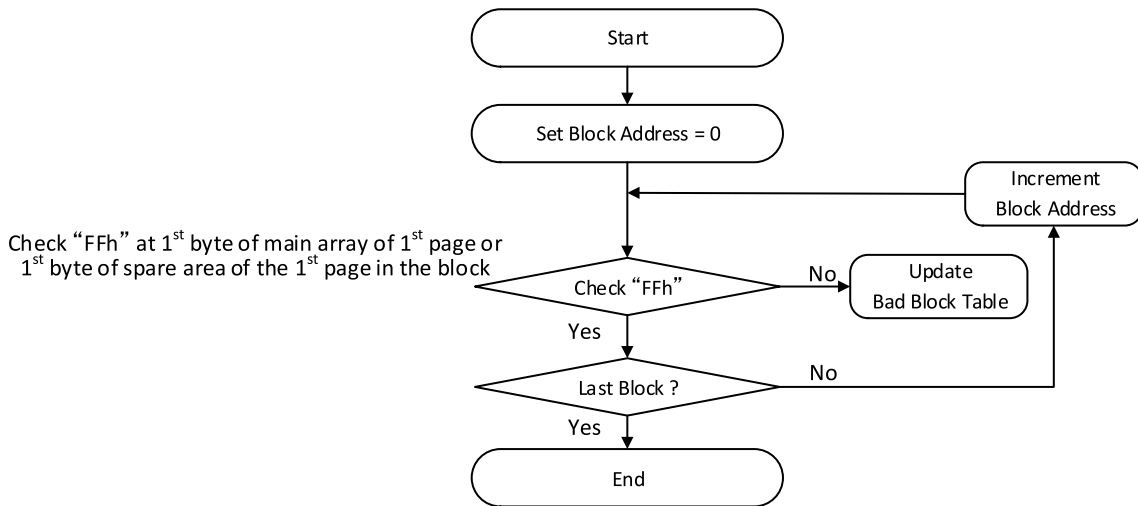 Start
Set Block Address = 0
Increment
Block Address
Check “FFh” at 1st byte of main array of 1st page or
1st byte of spare area of the 1st page in the block
Check “FFh”
No
Update
Bad Block Table
Yes
Last Block ?
No
Yes
End